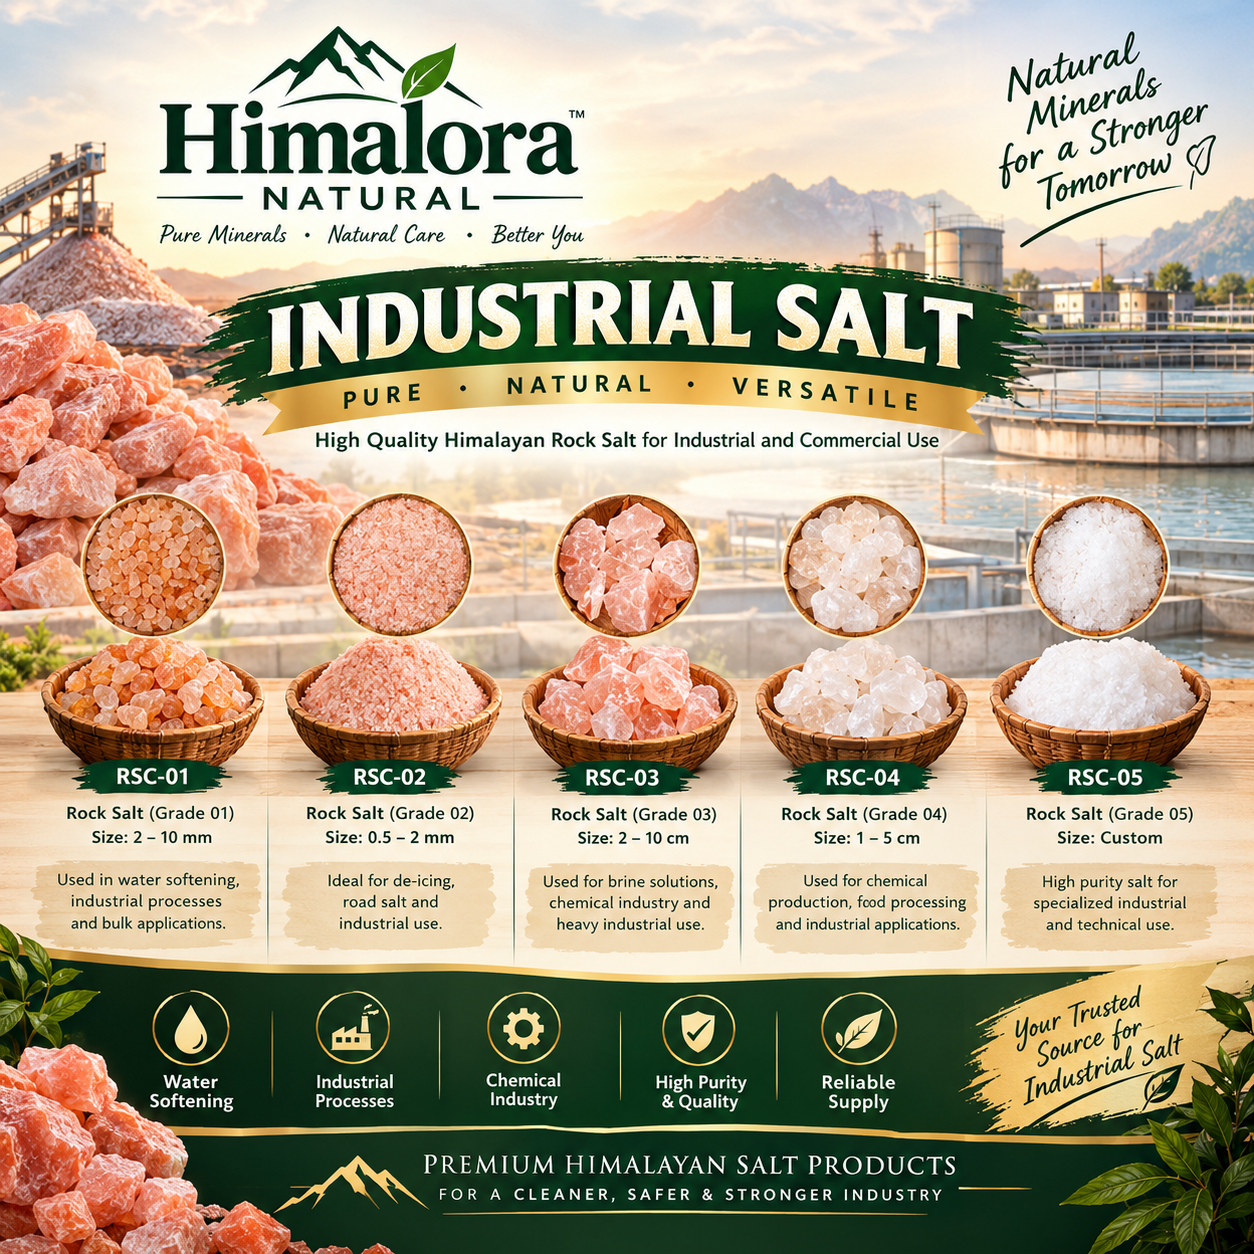 Himalora™
NATURAL
Pure Minerals • Natural Care • Better You
Natural
Minerals
for a Stronger
Tomorrow
INDUSTRIAL SALT
PURE • NATURAL • VERSATILE
High Quality Himalayan Rock Salt for Industrial and Commercial Use
RSC-01
Rock Salt (Grade 01)
Size: 2 – 10 mm
Used in water softening,
industrial processes
and bulk applications.
RSC-02
Rock Salt (Grade 02)
Size: 0.5 – 2 mm
Ideal for de-icing,
road salt and
industrial use.
RSC-03
Rock Salt (Grade 03)
Size: 2 – 10 cm
Used for brine solutions,
chemical industry and
heavy industrial use.
RSC-04
Rock Salt (Grade 04)
Size: 1 – 5 cm
Used for chemical
production, food processing
and industrial applications.
RSC-05
Rock Salt (Grade 05)
Size: Custom
High purity salt for
specialized industrial
and technical use.
Water
Softening
Industrial
Processes
Chemical
Industry
High Purity
& Quality
Reliable
Supply
Your Trusted
Source for
Industrial Salt
PREMIUM HIMALAYAN SALT PRODUCTS
FOR A CLEANER, SAFER & STRONGER INDUSTRY